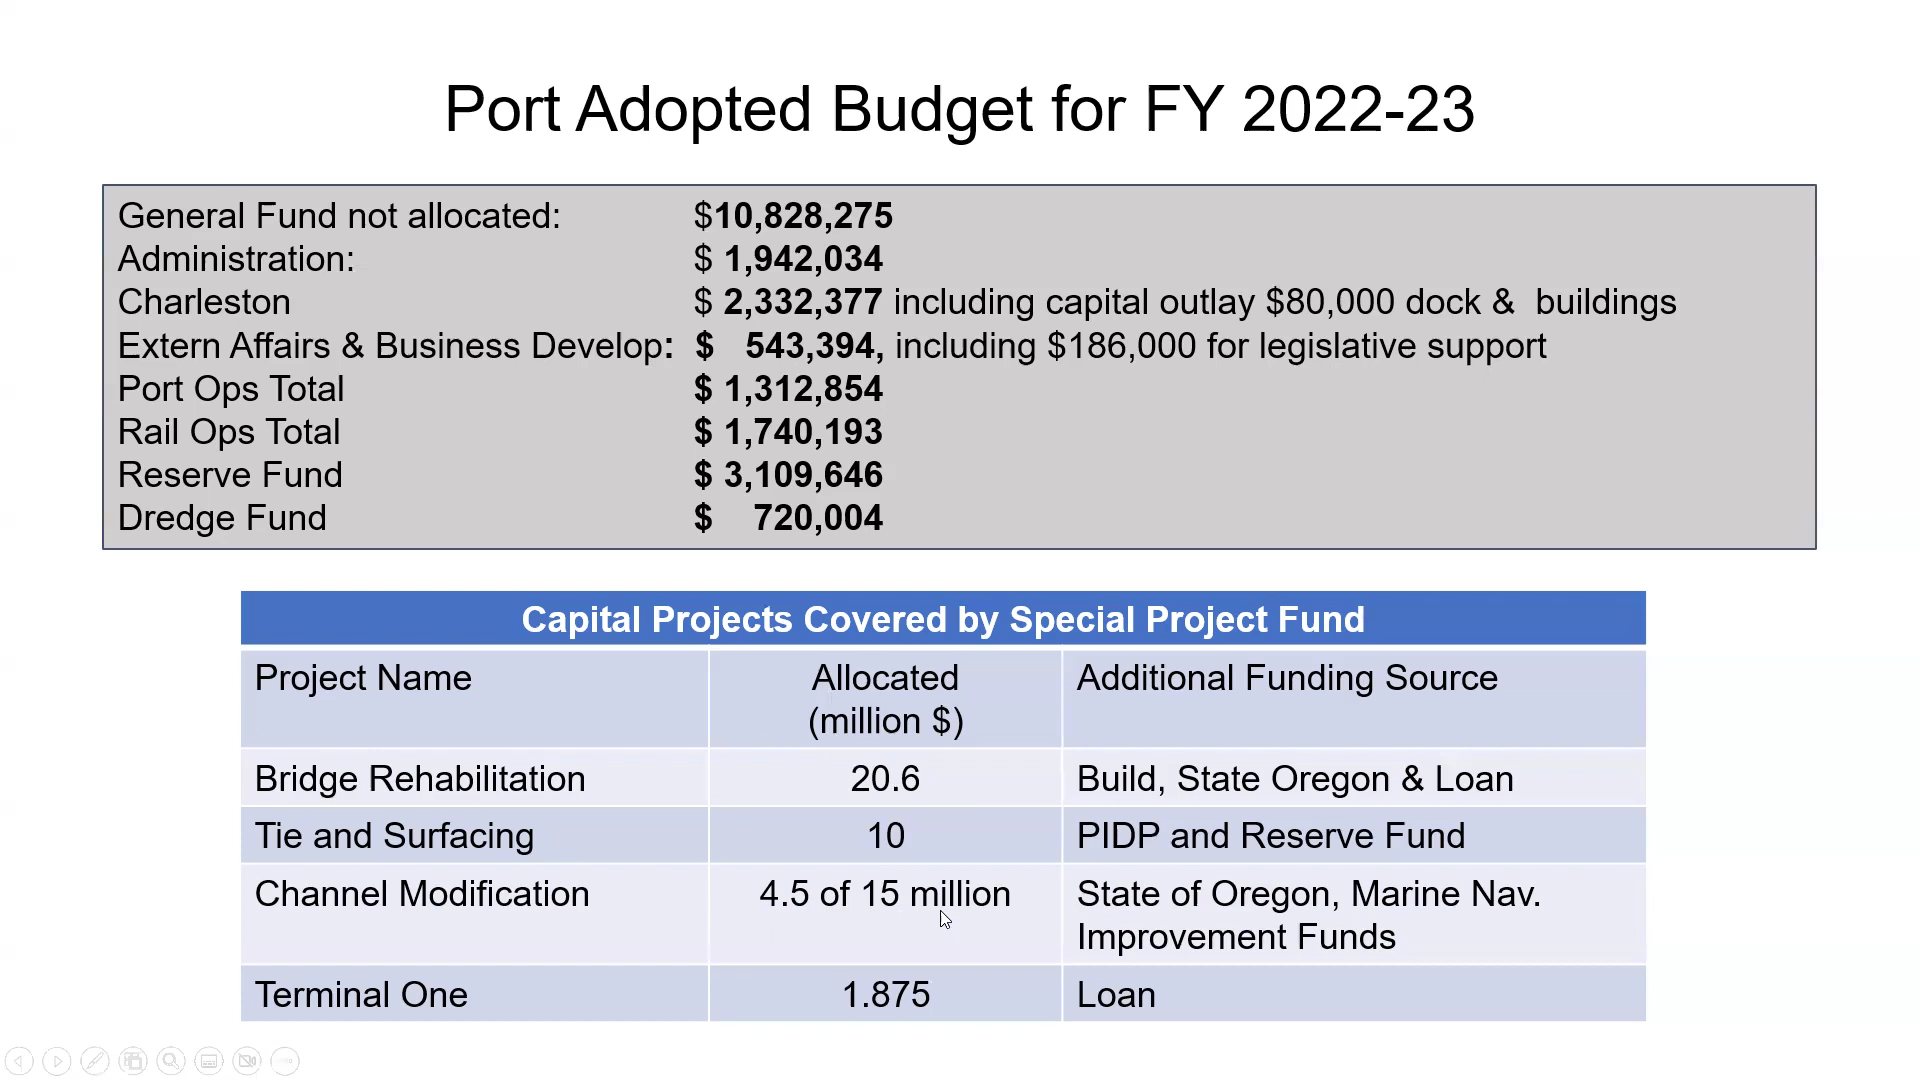 Port Adopted Budget for FY 2022-23
General Fund not allocated: $10,828,275
Administration: $ 1,942,034
Charleston $ 2,332,377 including capital outlay $80,000 dock & buildings
Extern Affairs & Business Develop: $ 543,394, including $186,000 for legislative support
Port Ops Total $ 1,312,854
Rail Ops Total $ 1,740,193
Reserve Fund $ 3,109,646
Dredge Fund $ 720,004
Capital Projects Covered by Special Project Fund
Project Name Allocated Additional Funding Source
(million $)
Bridge Rehabilitation 20.6 Build, State Oregon & Loan
Tie and Surfacing 10 PIDP and Reserve Fund
Channel Modification 4.5 of 15 million State of Oregon, Marine Nav.
Improvement Funds
Terminal One 1.875 Loan